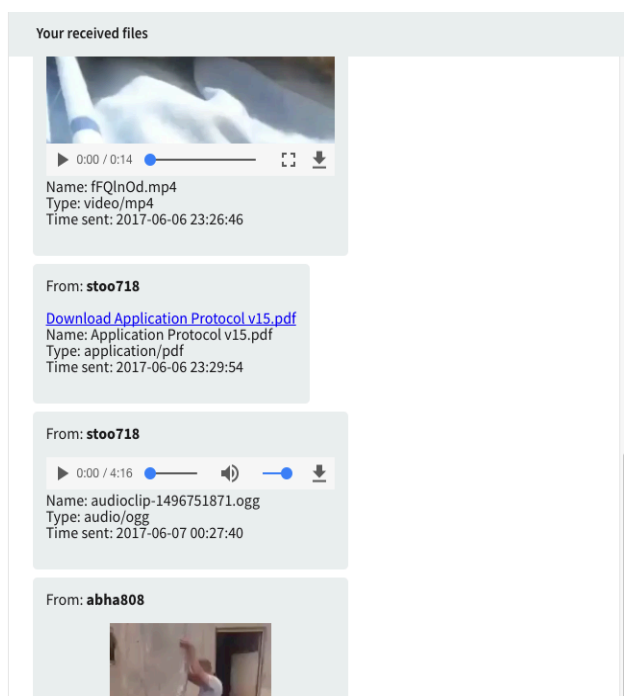 Your received files
0:00 / 0:14
Name: fFQlnOd.mp4
Type: video/mp4
Time sent: 2017-06-06 23:26:46
From: stoo718
Download Application Protocol v15.pdf
Name: Application Protocol v15.pdf
Type: application/pdf
Time sent: 2017-06-06 23:29:54
From: stoo718
0:00 / 4:16
Name: audioclip-1496751871.ogg
Type: audio/ogg
Time sent: 2017-06-07 00:27:40
From: abha808